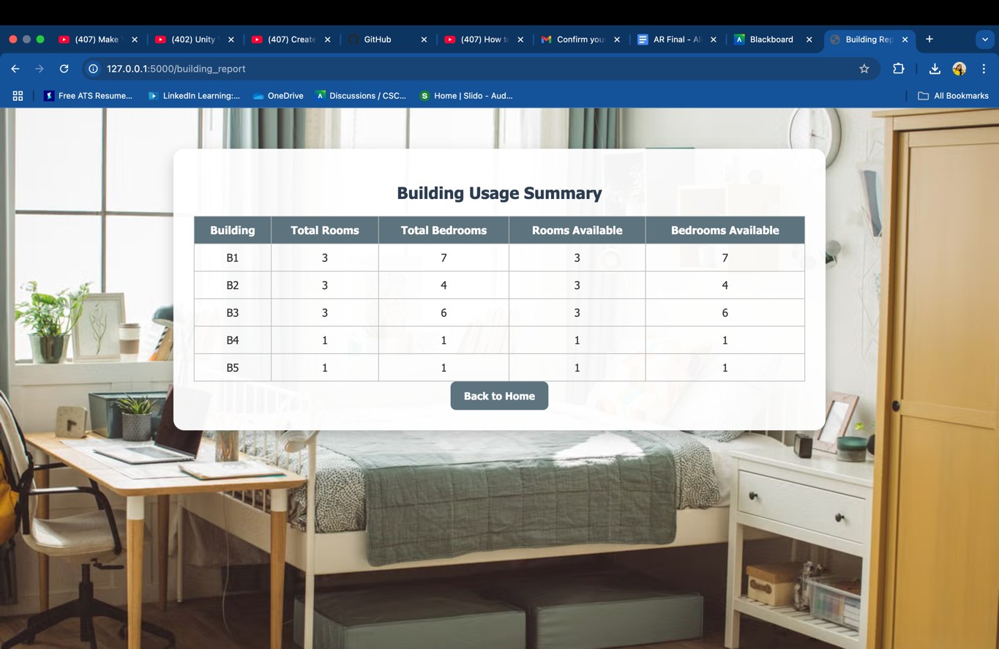 (407) Make
(402) Unity
(407) Create
GitHub
(407) How to
Confirm your
AR Final - Al
Blackboard
Building Rep
127.0.0.1:5000/building_report
Free ATS Resume...
LinkedIn Learning:...
OneDrive
Discussions / CSC...
Home | Slido - Aud...
All Bookmarks
Building Usage Summary
Building Total Rooms Total Bedrooms Rooms Available Bedrooms Available
B1 3 7 3 7
B2 3 4 3 4
B3 3 6 3 6
B4 1 1 1 1
B5 1 1 1 1
Back to Home